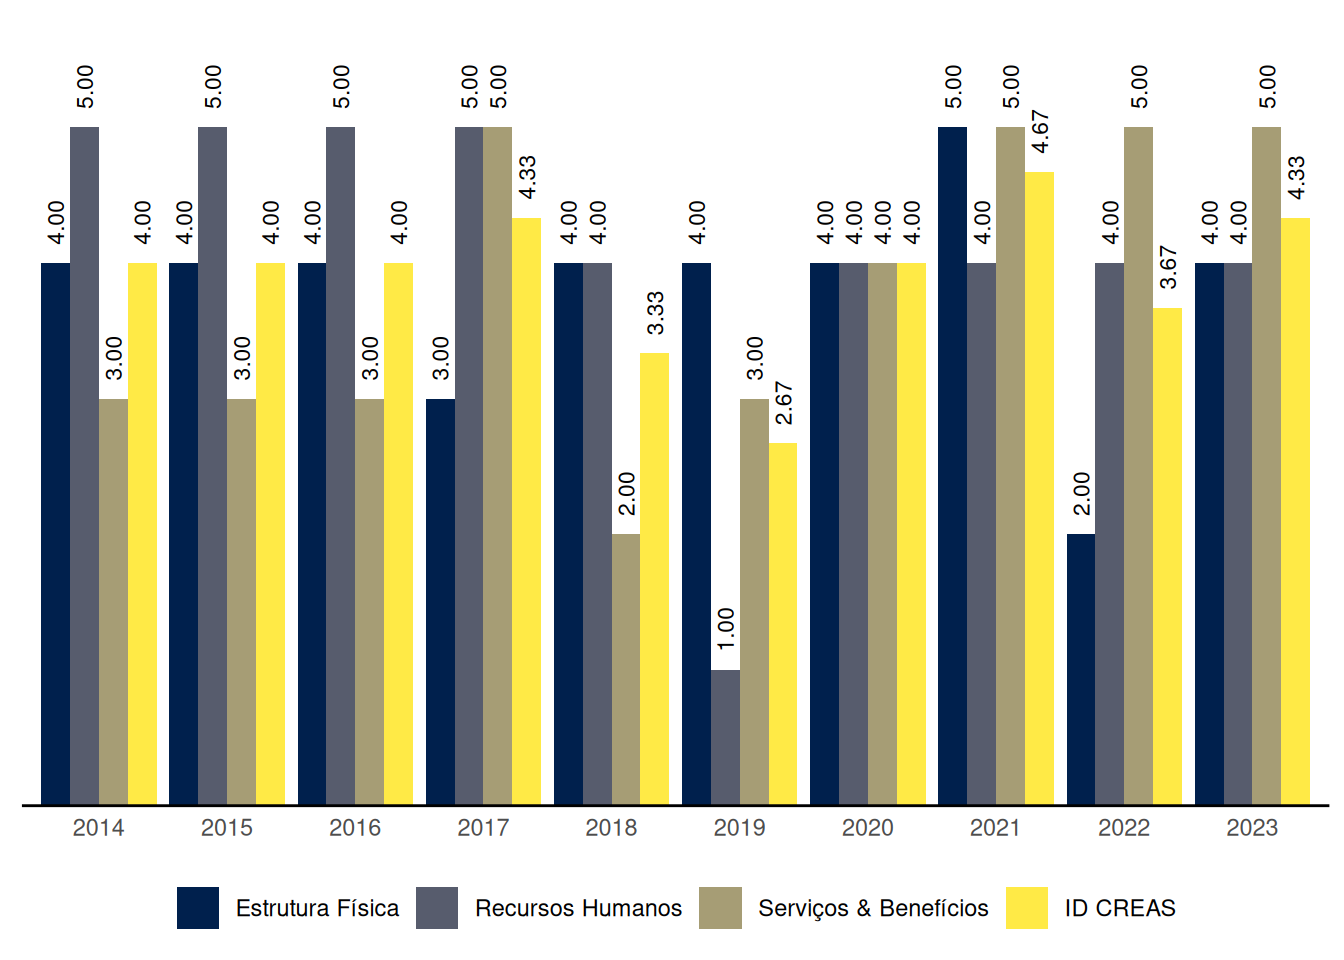 4.00 5.00 3.00 4.00
4.00 5.00 3.00 4.00
4.00 5.00 3.00 4.00
3.00 5.00 5.00 4.33
4.00 4.00 2.00 3.33
4.00 1.00 3.00 2.67
4.00 4.00 4.00 4.00
5.00 4.00 5.00 4.67
2.00 4.00 5.00 3.67
4.00 4.00 5.00 4.33
2014 2015 2016 2017 2018 2019 2020 2021 2022 2023
Estrutura Física Recursos Humanos Serviços & Benefícios ID CREAS